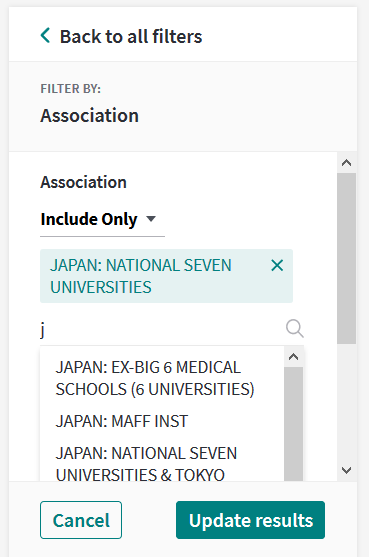 Back to all filters
FILTER BY:
Association
Association
Include Only
JAPAN: NATIONAL SEVEN
UNIVERSITIES
j
JAPAN: EX-BIG 6 MEDICAL
SCHOOLS (6 UNIVERSITIES)
JAPAN: MAFF INST
JAPAN: NATIONAL SEVEN
UNIVERSITIES & TOKYO
Cancel
Update results